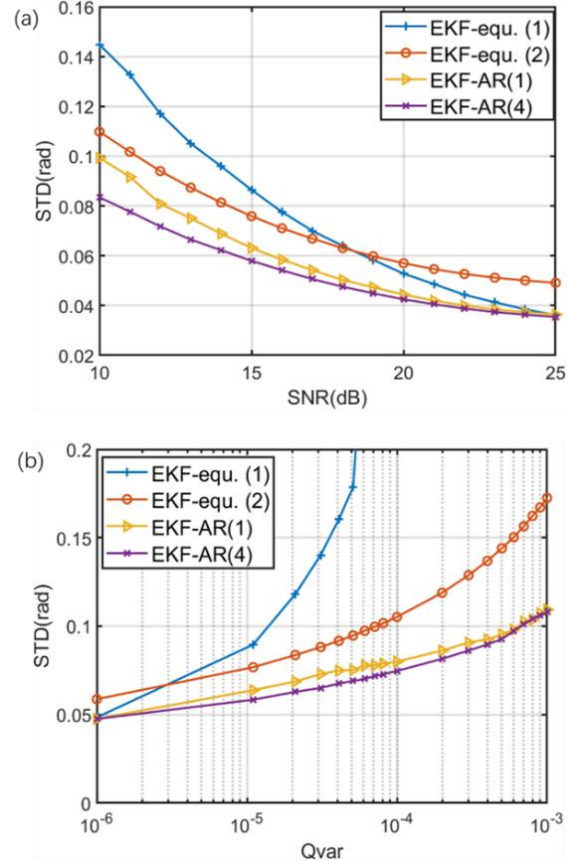 (a)
0.16
0.14
0.12
0.1
0.08
0.06
0.04
0.02
STD(rad)
EKF-equ. (1)
EKF-equ. (2)
EKF-AR(1)
EKF-AR(4)
10
15
20
25
SNR(dB)
(b)
0.2
0.15
0.1
0.05
0
STD(rad)
EKF-equ. (1)
EKF-equ. (2)
EKF-AR(1)
EKF-AR(4)
10⁻⁶
10⁻⁵
10⁻⁴
10⁻³
Qvar